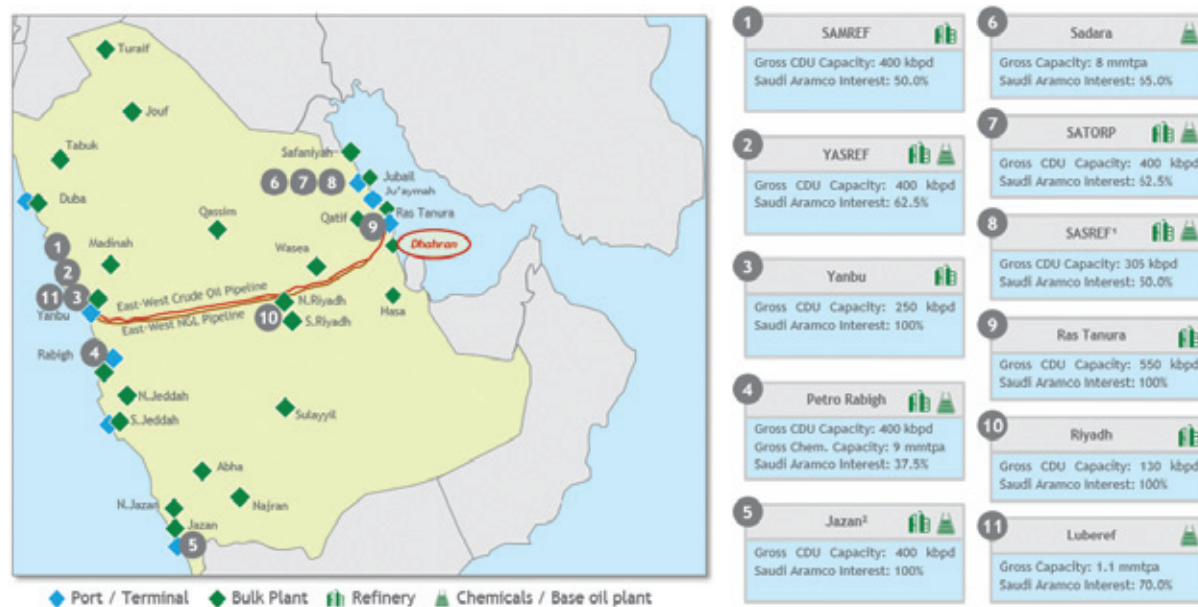 Turaif
Jouf
Tabuk
Safaniyah
Jubail
6 7 8
Ju'aymah
Duba
Qassim
Qatif
Ras Tanura
9
Dhahran
1
Madinah
Wasea
2
11 3
Yanbu
East-West Crude Oil Pipeline
East-West NGL Pipeline
N.Riyadh
Hasa
10
S.Riyadh
Rabigh
4
N.Jeddah
S.Jeddah
Sulayyil
Abha
N.Jazan
Najran
Jazan
5
Port / Terminal
Bulk Plant
Refinery
Chemicals / Base oil plant
1
SAMREF
Gross CDU Capacity: 400 kbpd
Saudi Aramco Interest: 50.0%
2
YASREF
Gross CDU Capacity: 400 kbpd
Saudi Aramco Interest: 62.5%
3
Yanbu
Gross CDU Capacity: 250 kbpd
Saudi Aramco Interest: 100%
4
Petro Rabigh
Gross CDU Capacity: 400 kbpd
Gross Chem. Capacity: 9 mmtpa
Saudi Aramco Interest: 37.5%
5
Jazan²
Gross CDU Capacity: 400 kbpd
Saudi Aramco Interest: 100%
6
Sadara
Gross Capacity: 8 mmtpa
Saudi Aramco Interest: 65.0%
7
SATORP
Gross CDU Capacity: 400 kbpd
Saudi Aramco Interest: 62.5%
8
SASREF¹
Gross CDU Capacity: 305 kbpd
Saudi Aramco Interest: 50.0%
9
Ras Tanura
Gross CDU Capacity: 550 kbpd
Saudi Aramco Interest: 100%
10
Riyadh
Gross CDU Capacity: 130 kbpd
Saudi Aramco Interest: 100%
11
Luberef
Gross Capacity: 1.1 mmtpa
Saudi Aramco Interest: 70.0%